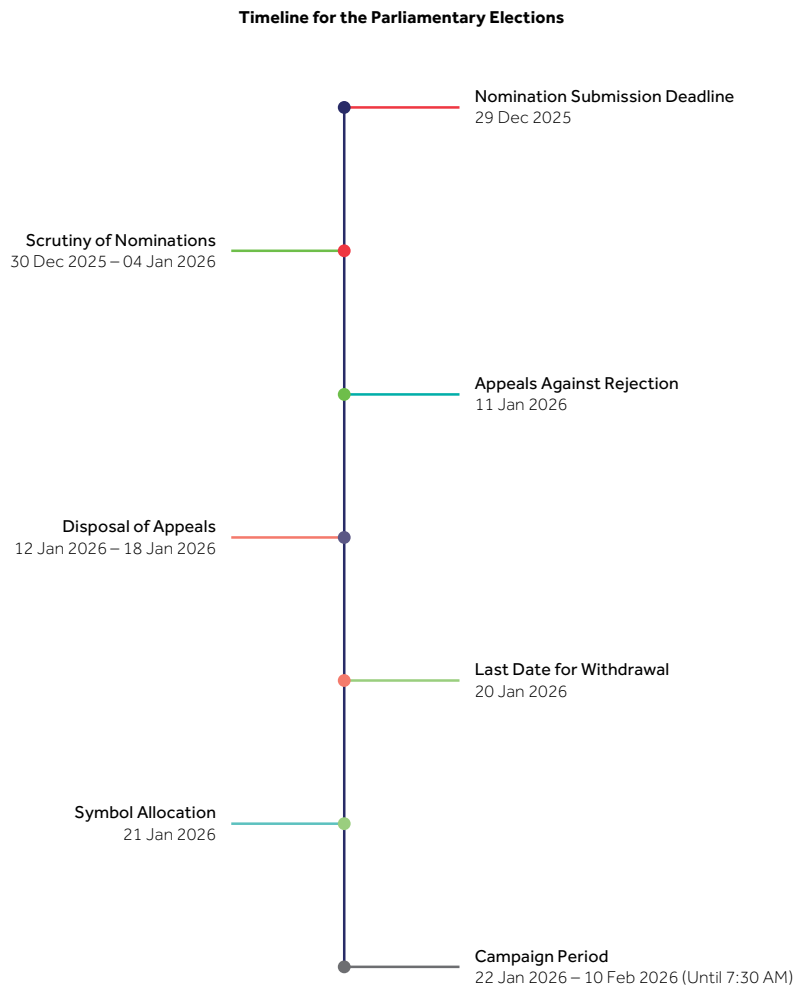 Timeline for the Parliamentary Elections
Nomination Submission Deadline
29 Dec 2025
Scrutiny of Nominations
30 Dec 2025 – 04 Jan 2026
Appeals Against Rejection
11 Jan 2026
Disposal of Appeals
12 Jan 2026 – 18 Jan 2026
Last Date for Withdrawal
20 Jan 2026
Symbol Allocation
21 Jan 2026
Campaign Period
22 Jan 2026 – 10 Feb 2026 (Until 7:30 AM)